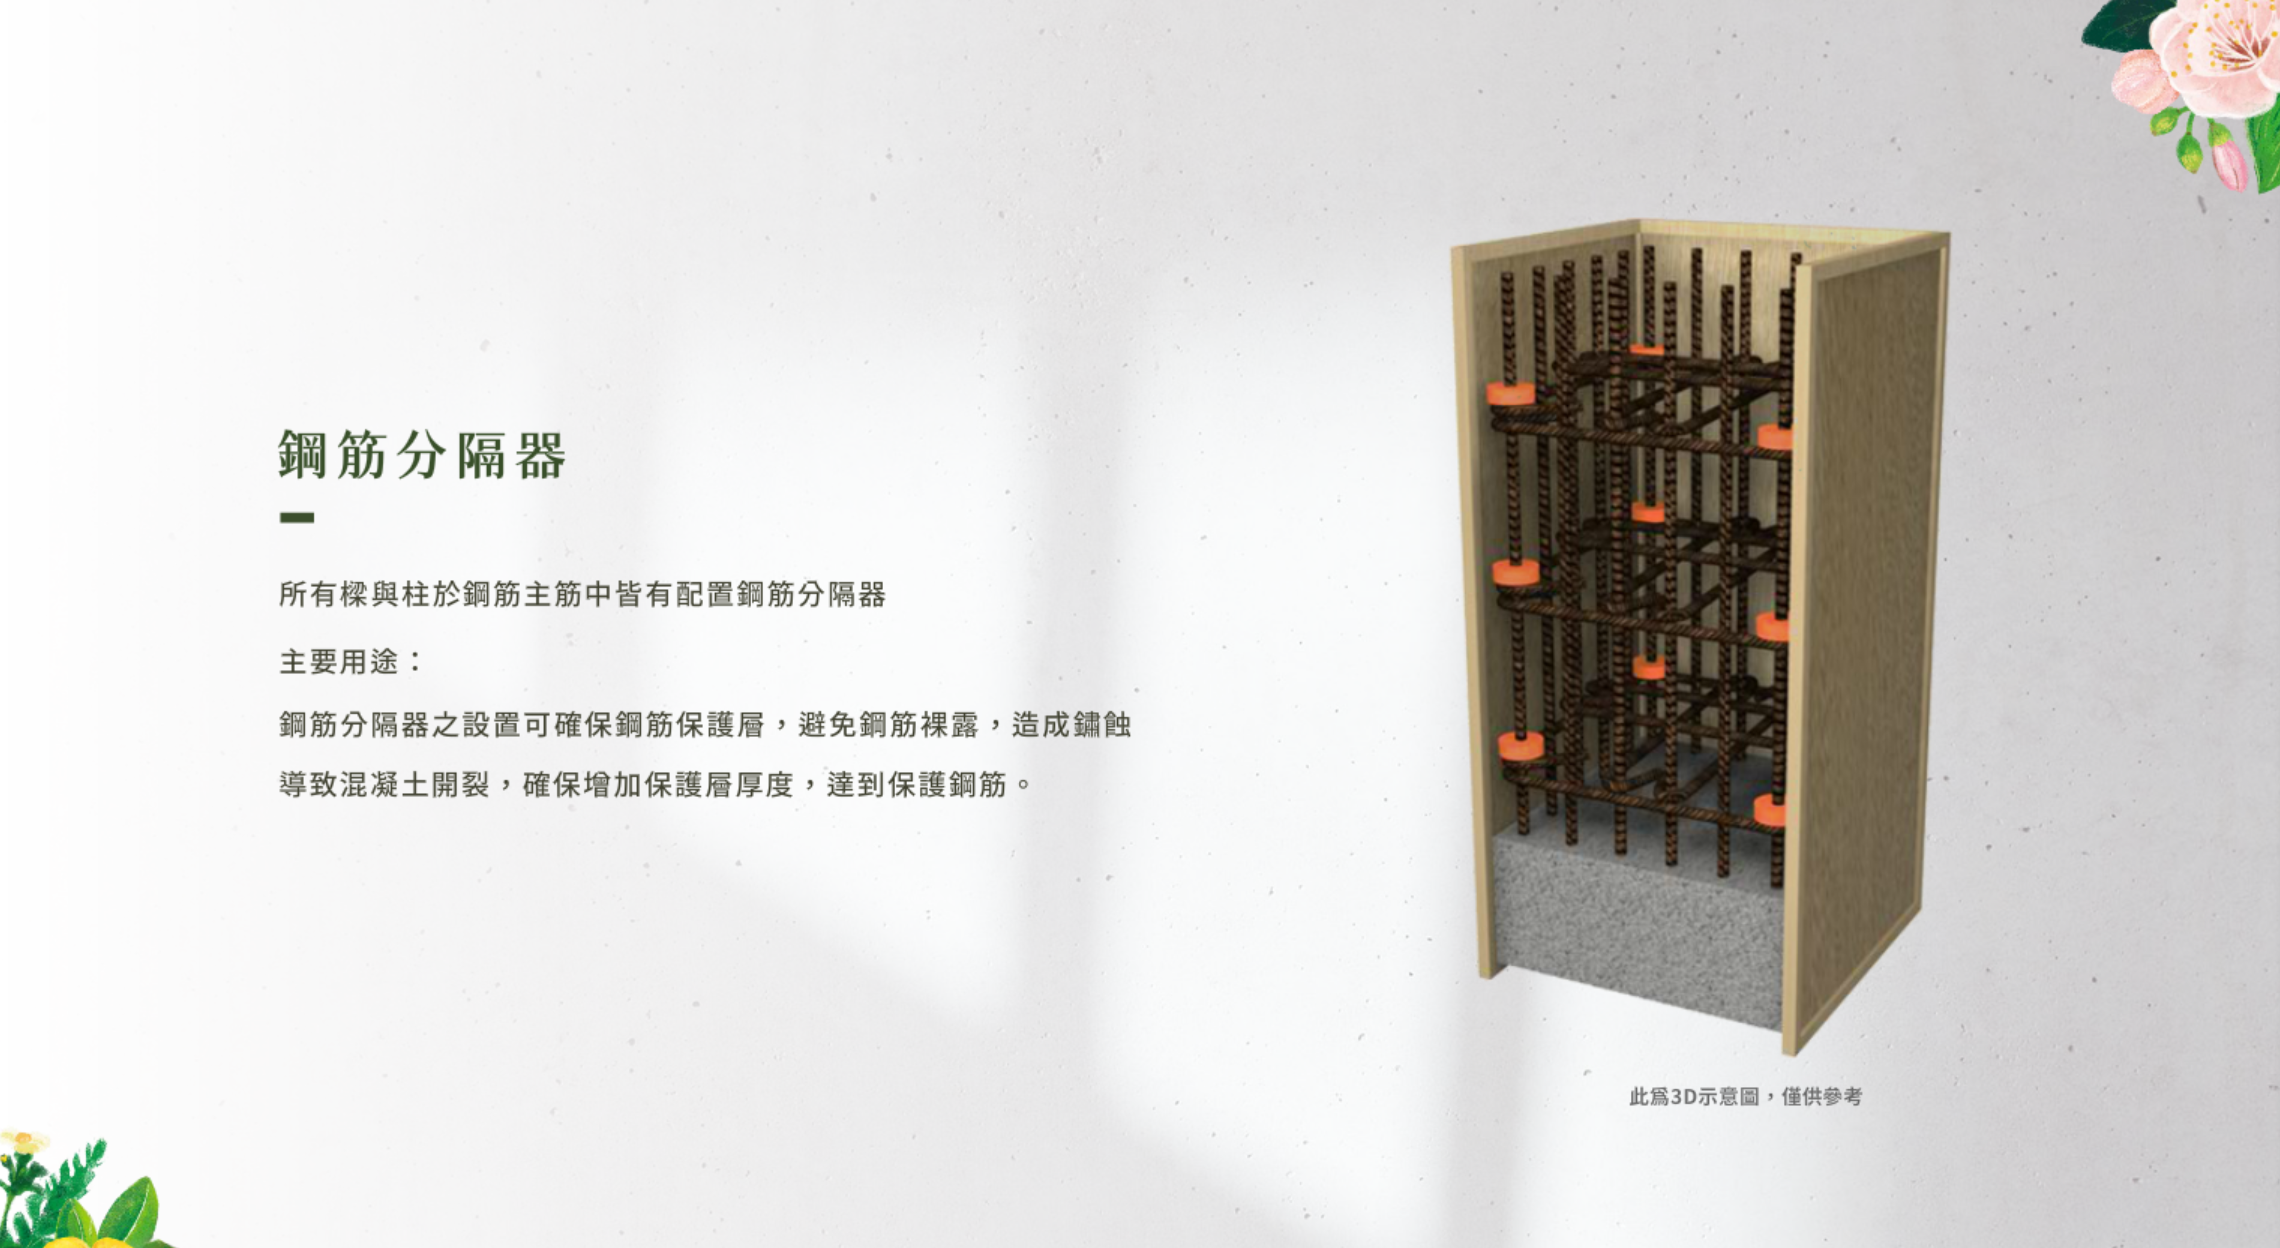 鋼筋分隔器
所有樑與柱於鋼筋主筋中皆有配置鋼筋分隔器
主要用途：
鋼筋分隔器之設置可確保鋼筋保護層，避免鋼筋裸露，造成鏽蝕
導致混凝土開裂，確保增加保護層厚度，達到保護鋼筋。
此為3D示意圖，僅供參考